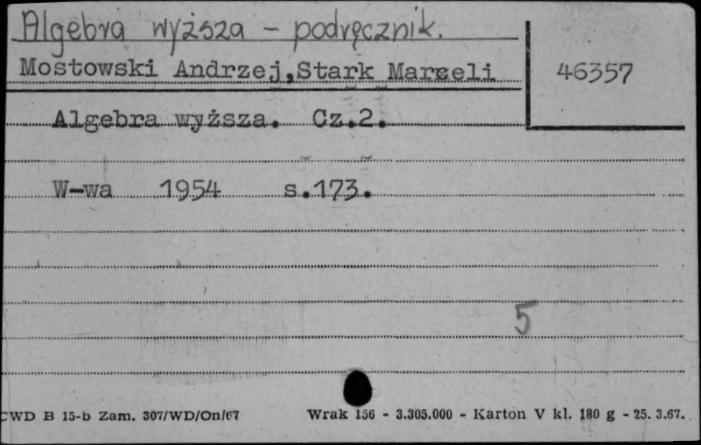 Algebra wyższa - podręcznik.
Mostowski Andrzej,Stark Marceli
46357
Algebra wyższa. Cz.2.
W-wa 1954 s.173.
5
CWD B 15-b Zam. 307/WD/On/67 Wrak 156 - 3.305.000 - Karton V kl. 180 g - 25. 3.67.